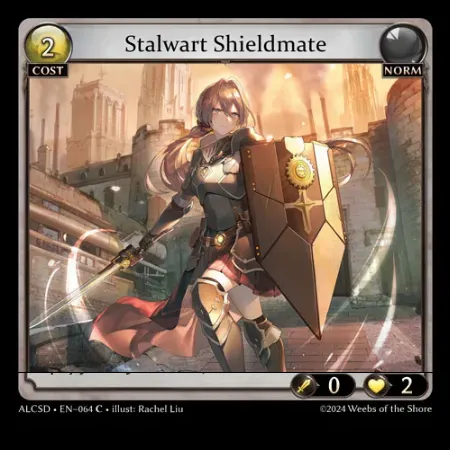 2
Stalwart Shieldmate
COST
NORM
0
2
ALCSD • EN-064 C • illust: Rachel Liu
©2024 Weebs of the Shore